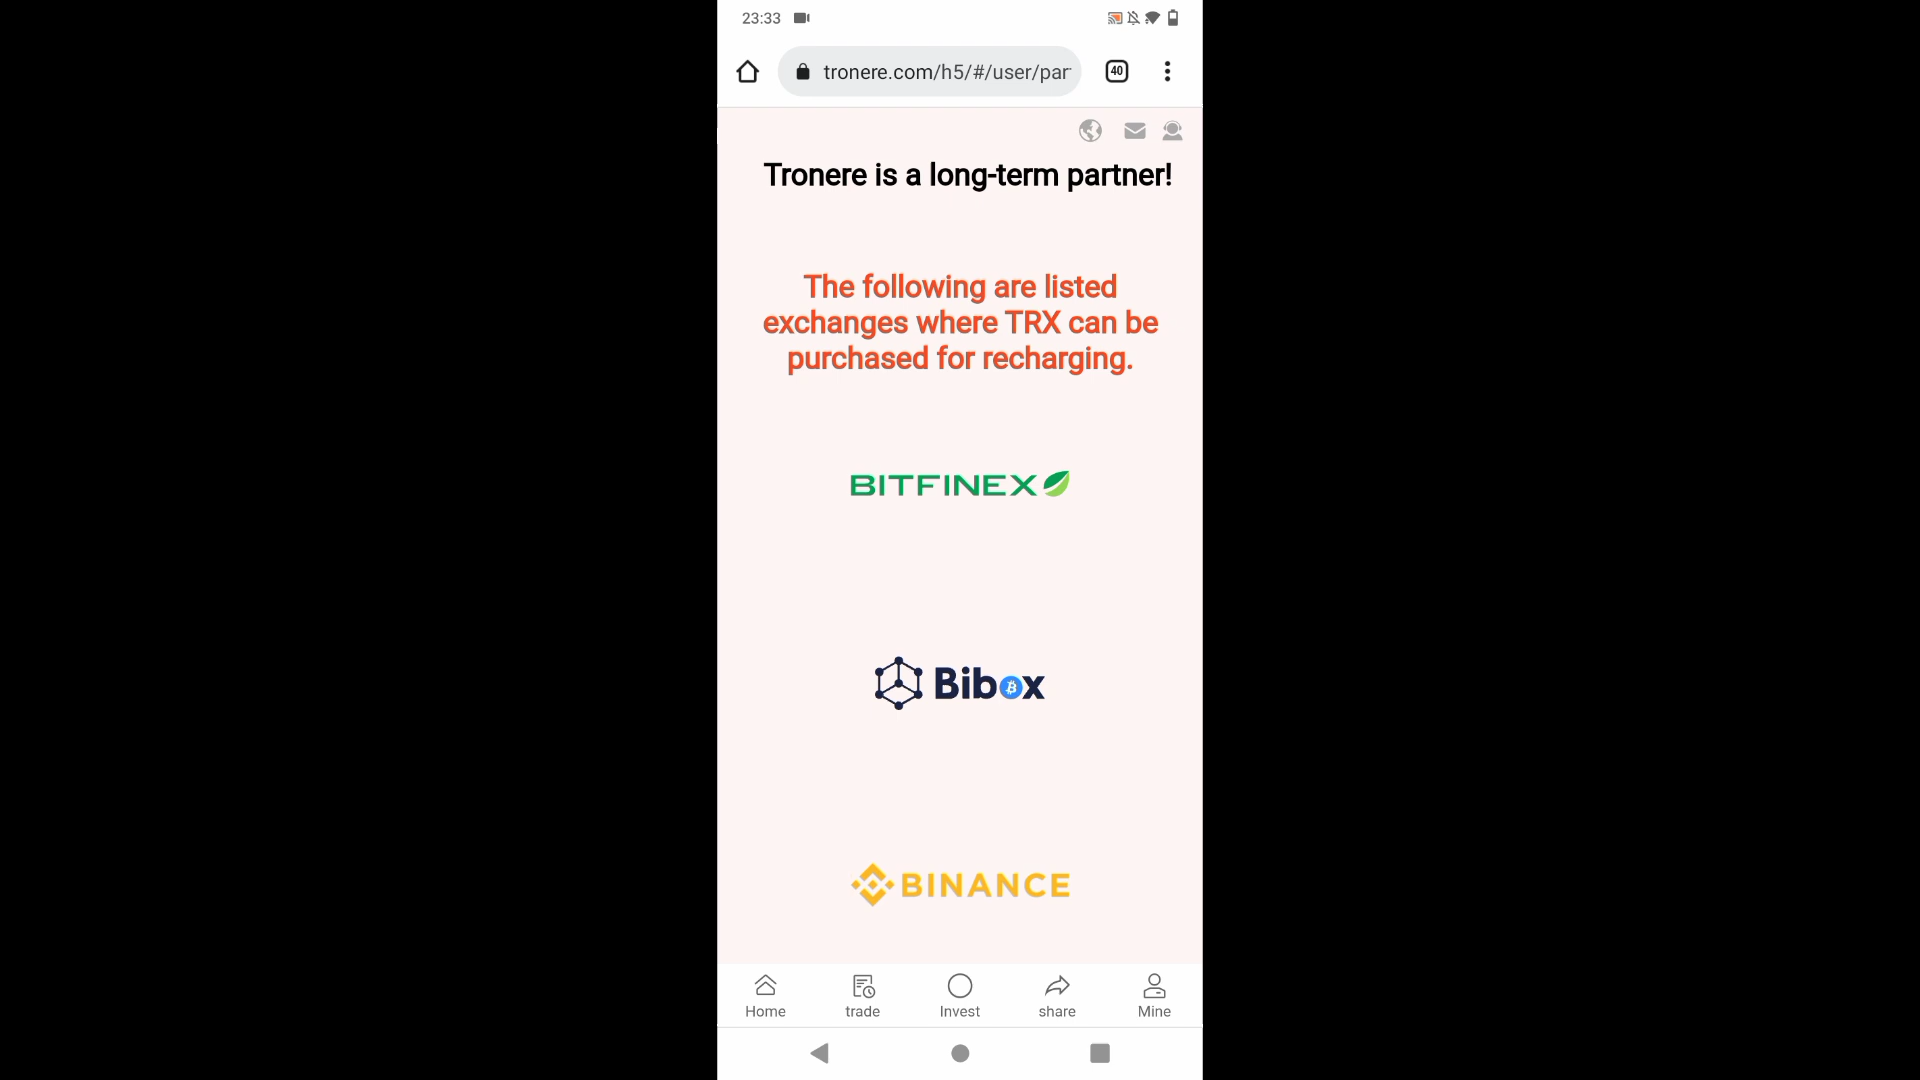 23:33
tronere.com/h5/#/user/par
40
Tronere is a long-term partner!
The following are listed
exchanges where TRX can be
purchased for recharging.
BITFINEX
Bibox
BINANCE
Home trade Invest share Mine